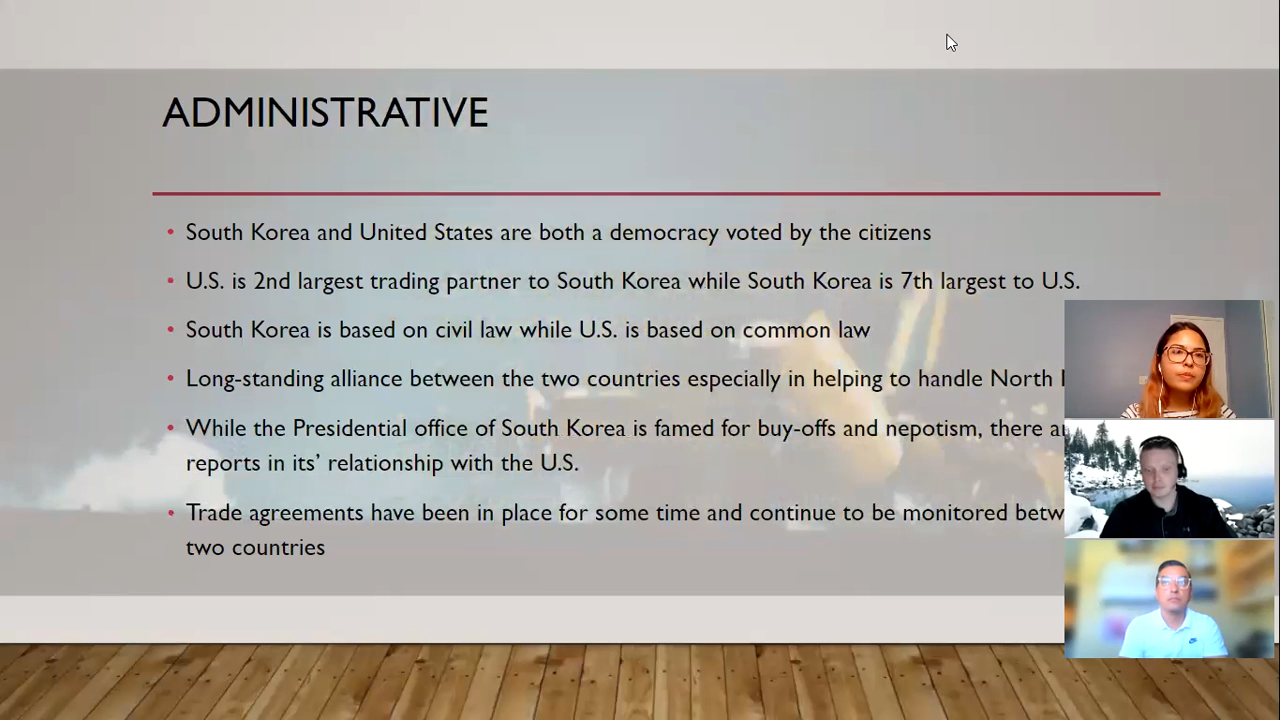 ADMINISTRATIVE
• South Korea and United States are both a democracy voted by the citizens
• U.S. is 2nd largest trading partner to South Korea while South Korea is 7th largest to U.S.
• South Korea is based on civil law while U.S. is based on common law
• Long-standing alliance between the two countries especially in helping to handle North
• While the Presidential office of South Korea is famed for buy-offs and nepotism, there
reports in its’ relationship with the U.S.
• Trade agreements have been in place for some time and continue to be monitored
two countries